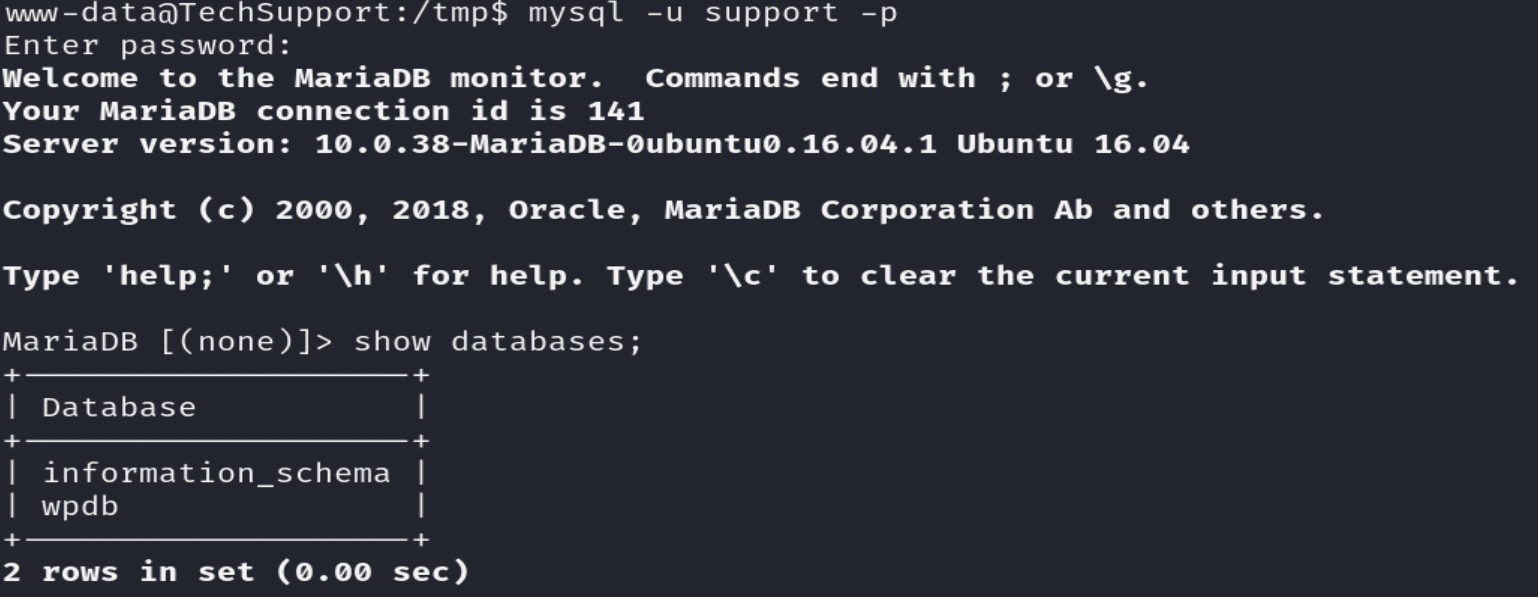 www-data@TechSupport:/tmp$ mysql -u support -p
Enter password:
Welcome to the MariaDB monitor.  Commands end with ; or \g.
Your MariaDB connection id is 141
Server version: 10.0.38-MariaDB-0ubuntu0.16.04.1 Ubuntu 16.04
Copyright (c) 2000, 2018, Oracle, MariaDB Corporation Ab and others.
Type 'help;' or '\h' for help. Type '\c' to clear the current input statement.
MariaDB [(none)]> show databases;
+--------------------+
| Database           |
+--------------------+
| information_schema |
| wpdb               |
+--------------------+
2 rows in set (0.00 sec)